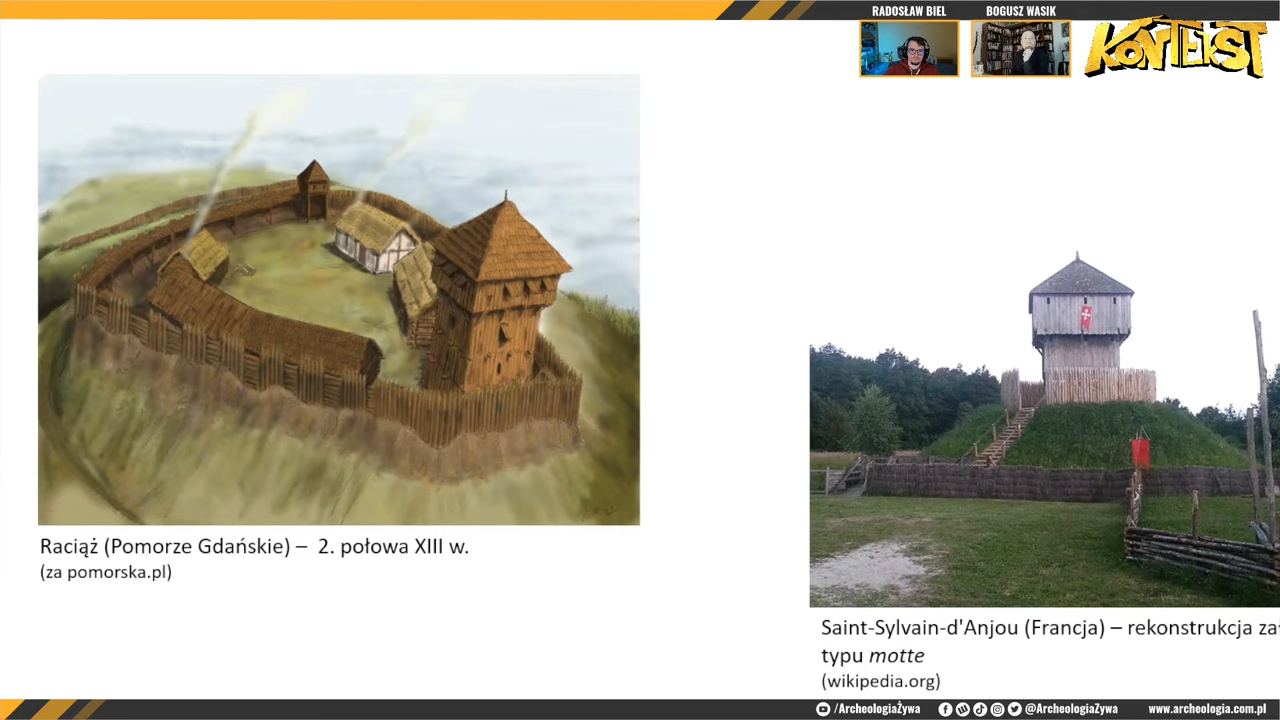 RADOSŁAW BIEL
BOGUSZ WASIK
KONTEKST
Raciąż (Pomorze Gdańskie) – 2. połowa XIII w.
(za pomorska.pl)
Saint-Sylvain-d'Anjou (Francja) – rekonstrukcja zał
typu motte
(wikipedia.org)
/ArcheologiaŻywa
@ArcheologiaŻywa
www.archeologia.com.pl